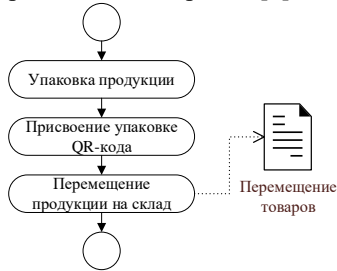 Упаковка продукции
Присвоение упаковке
QR-кода
Перемещение
продукции на склад
Перемещение
товаров